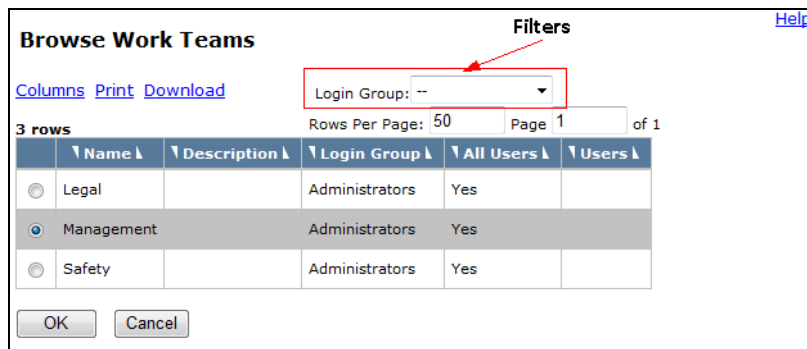 Filters
Help
Browse Work Teams
Columns Print Download
Login Group: --
3 rows
Rows Per Page: 50 Page 1 of 1
Name Description Login Group All Users Users
Legal Administrators Yes
Management Administrators Yes
Safety Administrators Yes
OK Cancel